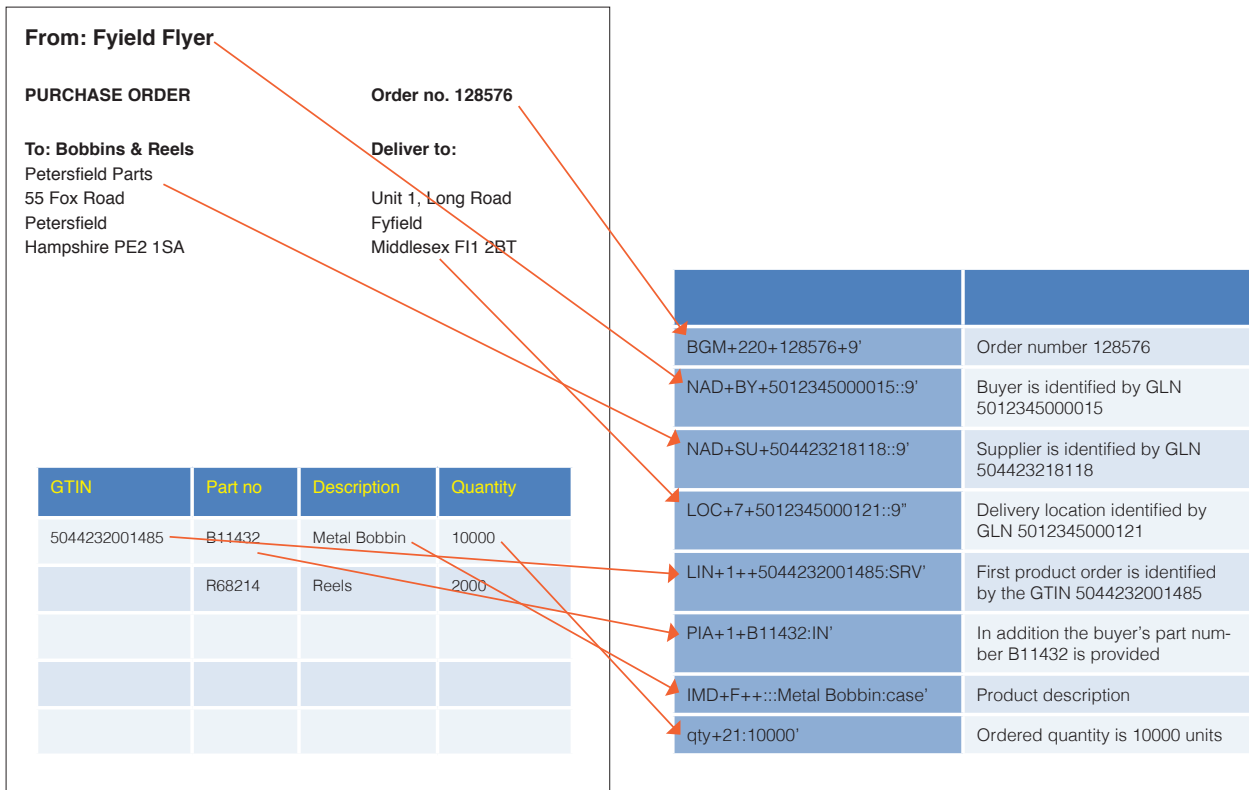 From: Fyield Flyer
PURCHASE ORDER
Order no. 128576
To: Bobbins & Reels
Petersfield Parts
55 Fox Road
Petersfield
Hampshire PE2 1SA
Deliver to:
Unit 1, Long Road
Fyfield
Middlesex FI1 2BT
GTIN Part no Description Quantity
5044232001485 B11432 Metal Bobbin 10000
R68214 Reels 2000
BGM+220+128576+9’ Order number 128576
NAD+BY+5012345000015::9’ Buyer is identified by GLN
5012345000015
NAD+SU+504423218118::9’ Supplier is identified by GLN
504423218118
LOC+7+5012345000121::9” Delivery location identified by
GLN 5012345000121
LIN+1++5044232001485:SRV’ First product order is identified
by the GTIN 5044232001485
PIA+1+B11432:IN’ In addition the buyer’s part num-
ber B11432 is provided
IMD+F++:::Metal Bobbin:case’ Product description
qty+21:10000’ Ordered quantity is 10000 units